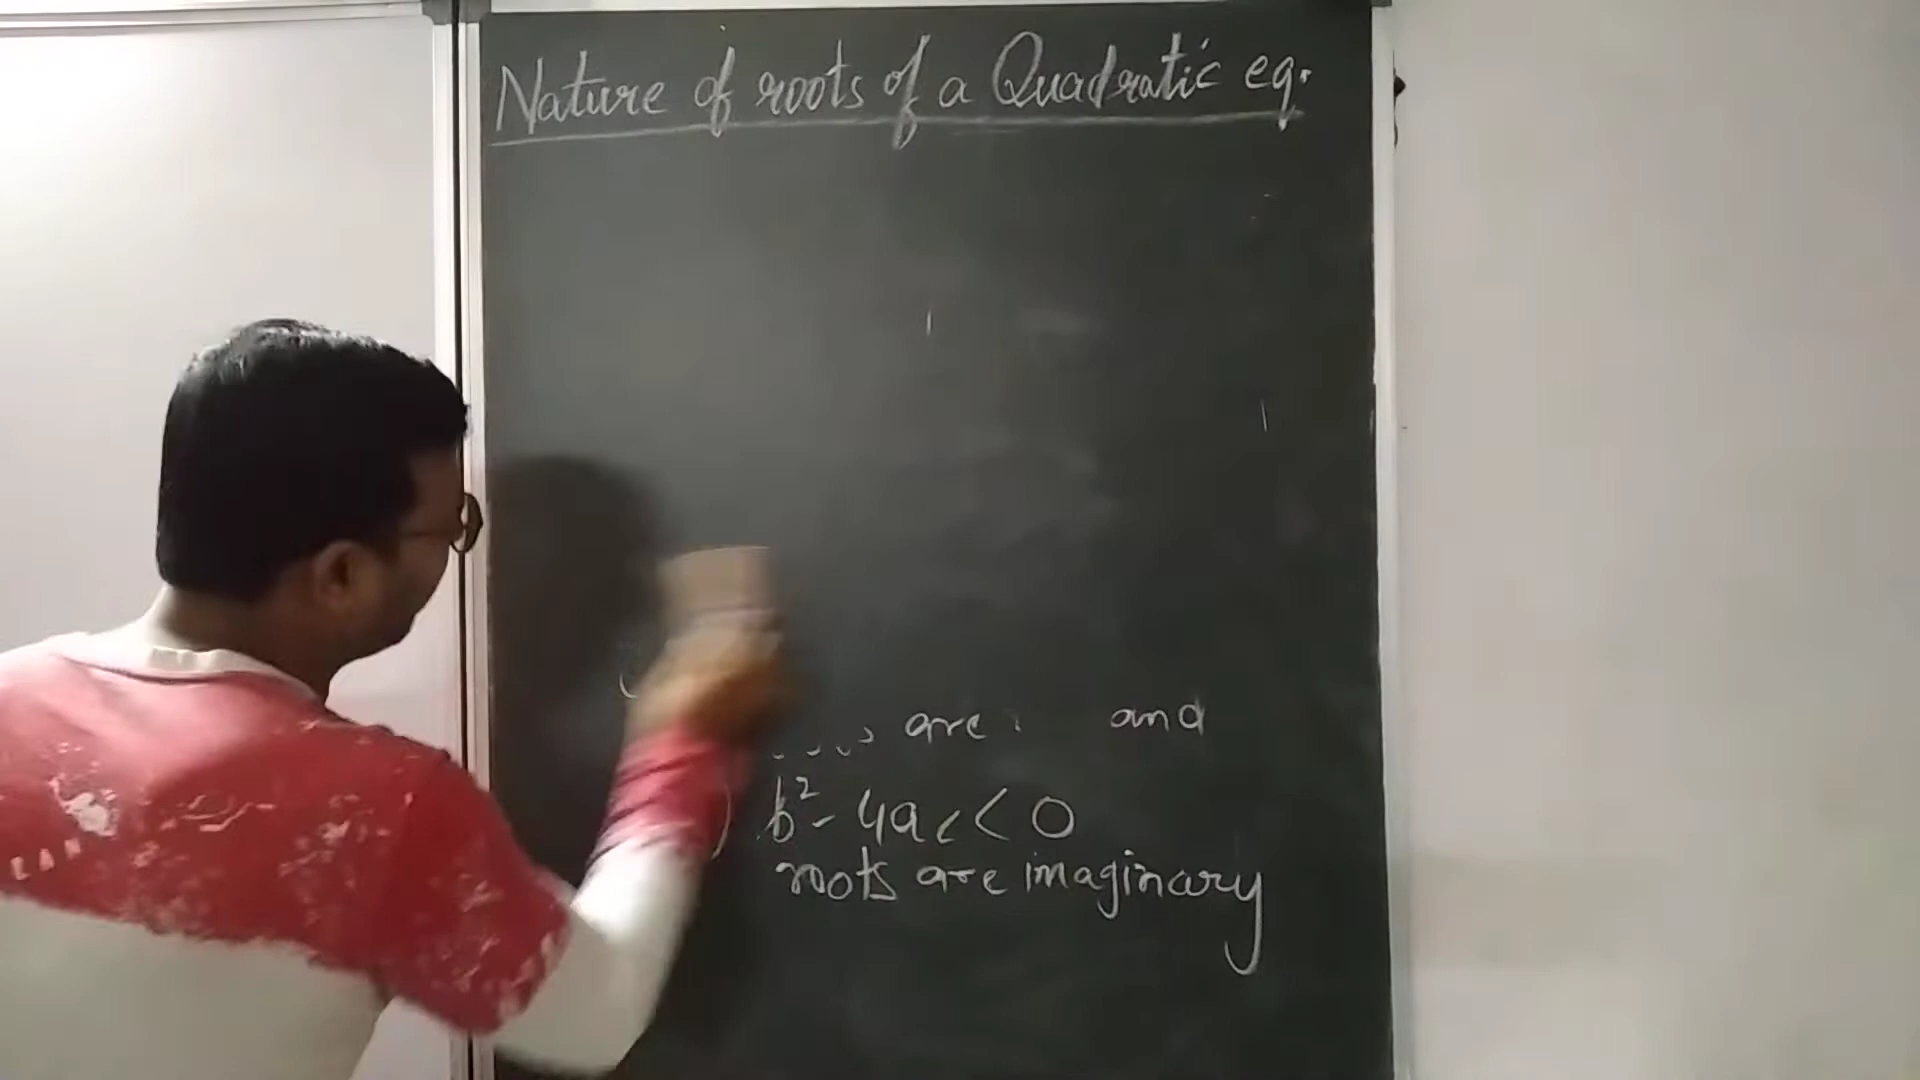 Nature of roots of a Quadratic eq.
are and
) b² - 4ac < 0
roots are imaginary